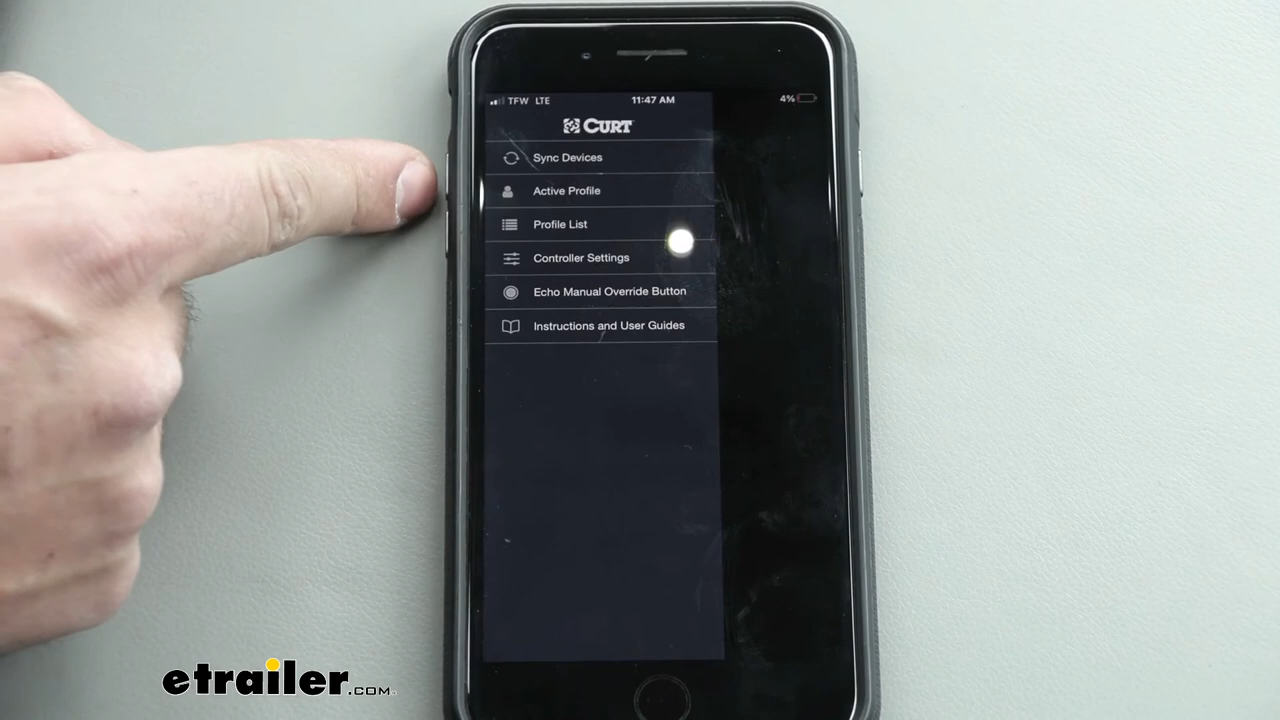 TFW LTE 11:47 AM 4%
CURT
Sync Devices
Active Profile
Profile List
Controller Settings
Echo Manual Override Button
Instructions and User Guides
etrailer.COM